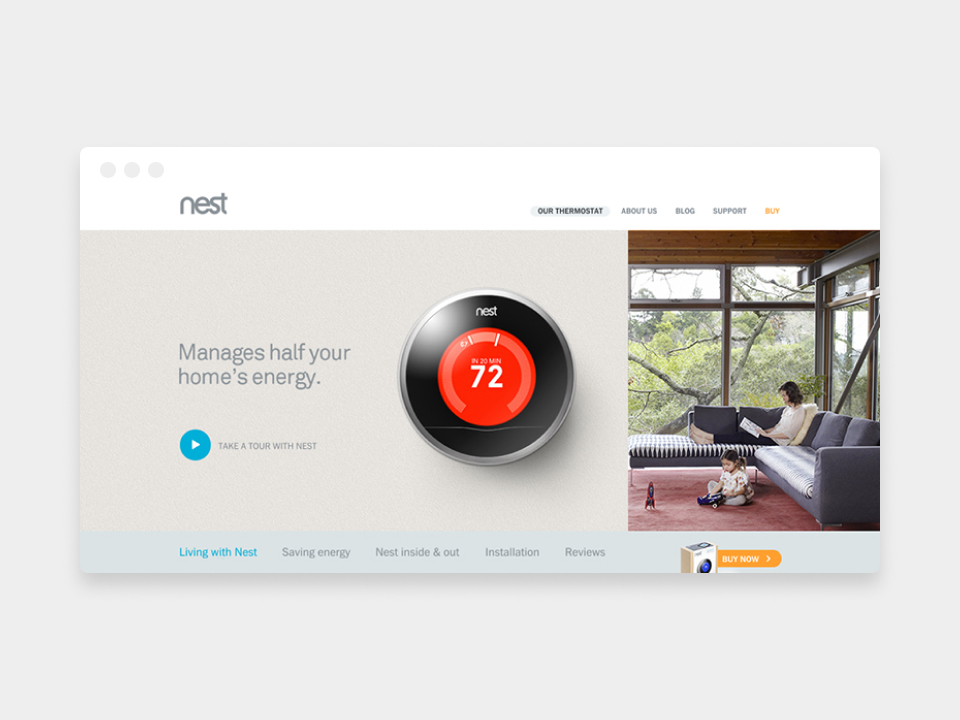 nest
OUR THERMOSTAT ABOUT US BLOG SUPPORT BUY
nest
IN 20 MIN
72
Manages half your
home's energy.
TAKE A TOUR WITH NEST
Living with Nest Saving energy Nest inside & out Installation Reviews
BUY NOW